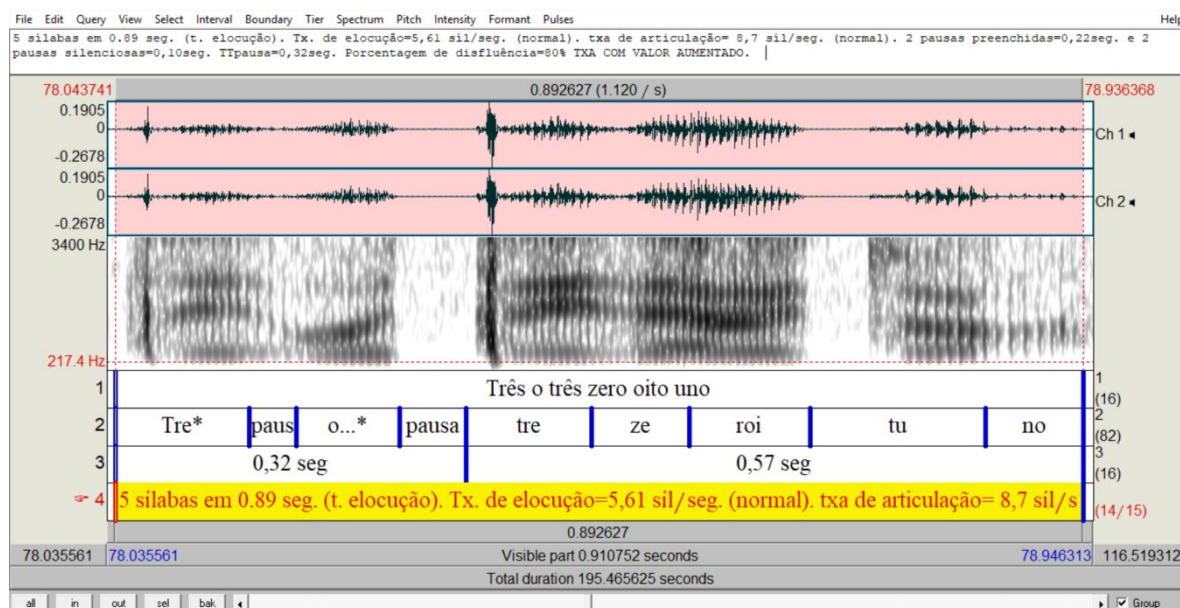 File Edit Query View Select Interval Boundary Tier Spectrum Pitch Intensity Formant Pulses Help
5 sílabas em 0.89 seg. (t. elocução). Tx. de elocução=5,61 síl/seg. (normal). txa de articulação= 8,7 síl/seg. (normal). 2 pausas preenchidas=0,22seg. e 2
pausas silenciosas=0,10seg. TTpausa=0,32seg. Porcentagem de disfluência=80% TXA COM VALOR AUMENTADO.
78.043741 0.892627 (1.120 / s) 78.936368
0.1905
0 Ch 1
-0.2678
0.1905
0 Ch 2
-0.2678
3400 Hz
217.4 Hz
1 Três o três zero oito uno 1 (16)
2 Tre* paus o...* pausa tre ze roi tu no 2 (82)
3 0,32 seg 0,57 seg 3 (16)
4 5 sílabas em 0.89 seg. (t. elocução). Tx. de elocução=5,61 síl/seg. (normal). txa de articulação= 8,7 síl/s (14/15)
0.892627
78.035561 78.035561 Visible part 0.910752 seconds 78.946313 116.519312
Total duration 195.465625 seconds
all in out sel bak Group